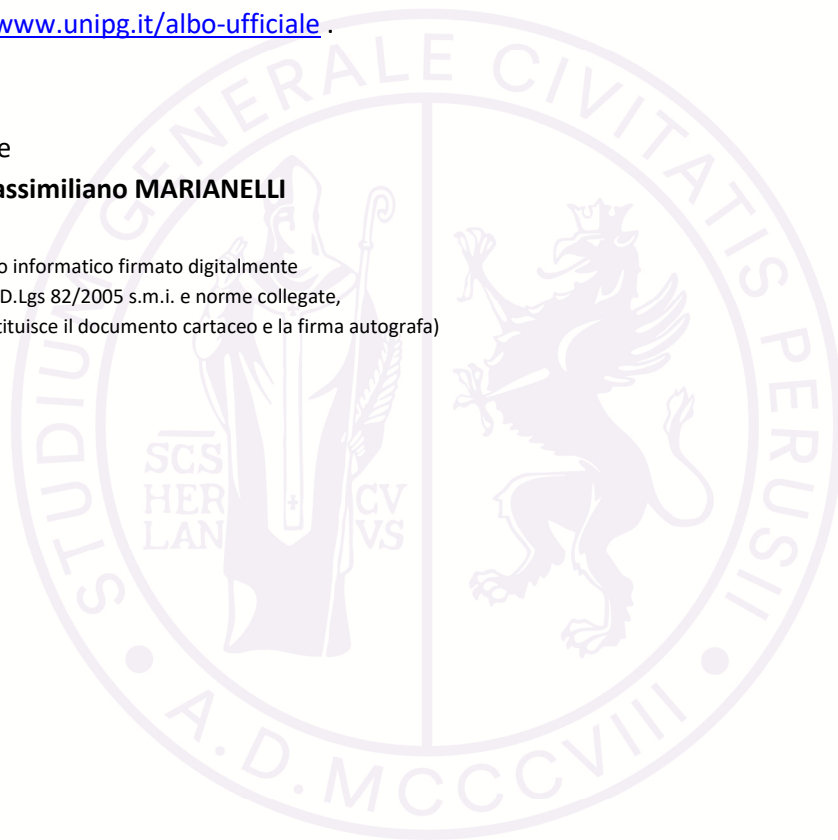 www.unipg.it/albo-ufficiale .
e
assimiliano MARIANELLI
o informatico firmato digitalmente
D.Lgs 82/2005 s.m.i. e norme collegate,
tituisce il documento cartaceo e la firma autografa)
STUDIUM GENERALE CIVITATIS PERUSII
SCS
HER
LAN
CV
VS
A.D. MCCCVIII